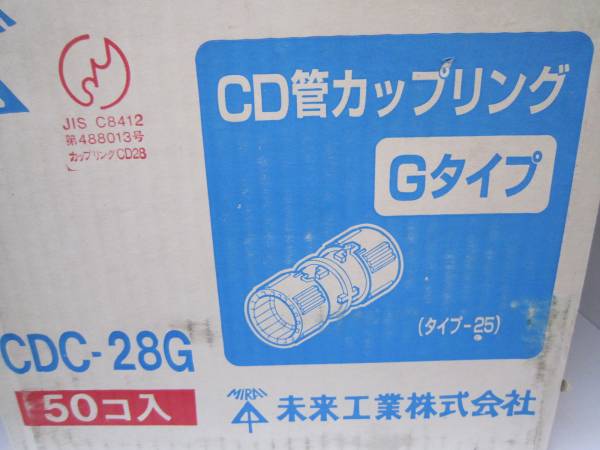 JIS C8412
第488013号
カップリングCD28
CD管カップリング
Gタイプ
(タイプ-25)
CDC-28G
50コ入
MIRAI
未来工業株式会社